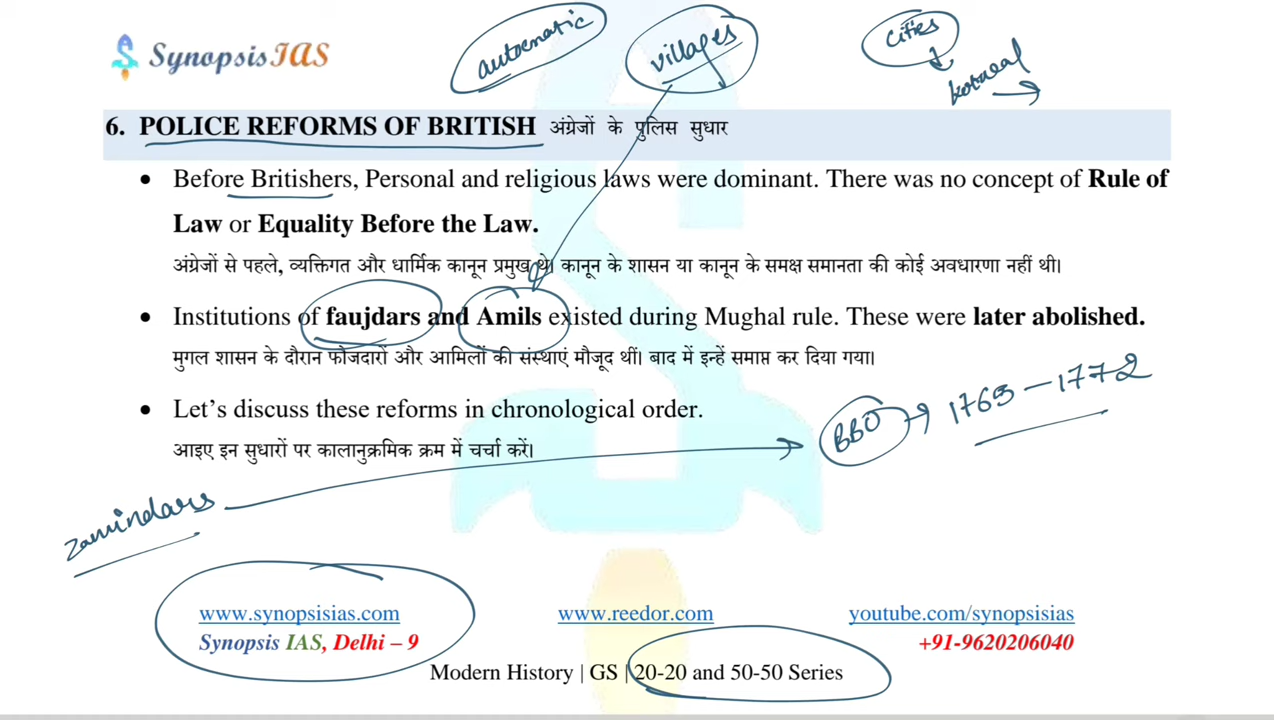 autocratic
villages
cities
kotwal
Synopsis IAS
6. POLICE REFORMS OF BRITISH अंग्रेजों के पुलिस सुधार
• Before Britishers, Personal and religious laws were dominant. There was no concept of Rule of
Law or Equality Before the Law.
अंग्रेजों से पहले, व्यक्तिगत और धार्मिक कानून प्रमुख थे। कानून के शासन या कानून के समक्ष समानता की कोई अवधारणा नहीं थी।
• Institutions of faujdars and Amils existed during Mughal rule. These were later abolished.
मुगल शासन के दौरान फौजदारों और आमिलों की संस्थाएं मौजूद थीं। बाद में इन्हें समाप्त कर दिया गया।
• Let's discuss these reforms in chronological order.
आइए इन सुधारों पर कालानुक्रमिक क्रम में चर्चा करें।
BBO → 1765 – 1772
Zamindars
www.synopsisias.com www.reedor.com youtube.com/synopsisias
Synopsis IAS, Delhi – 9 +91-9620206040
Modern History | GS | 20-20 and 50-50 Series